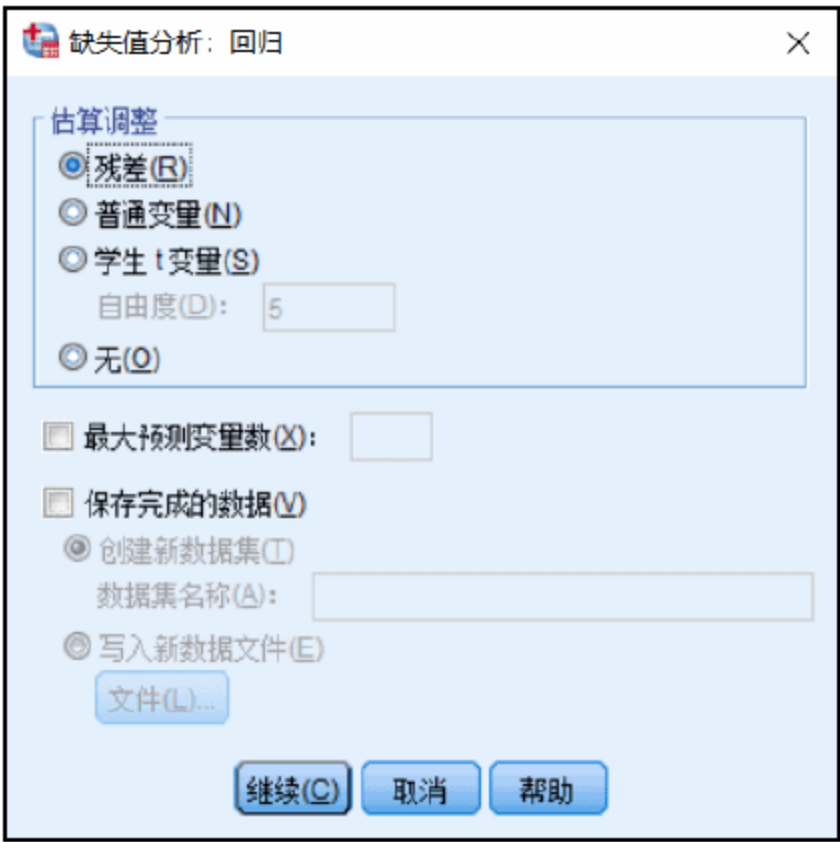 缺失值分析：回归
估算调整
残差(R)
普通变量(N)
学生 t 变量(S)
自由度(D)： 5
无(O)
最大预测变量数(X)：
保存完成的数据(V)
创建新数据集(T)
数据集名称(A)：
写入新数据文件(E)
文件(L)...
继续(C) 取消 帮助